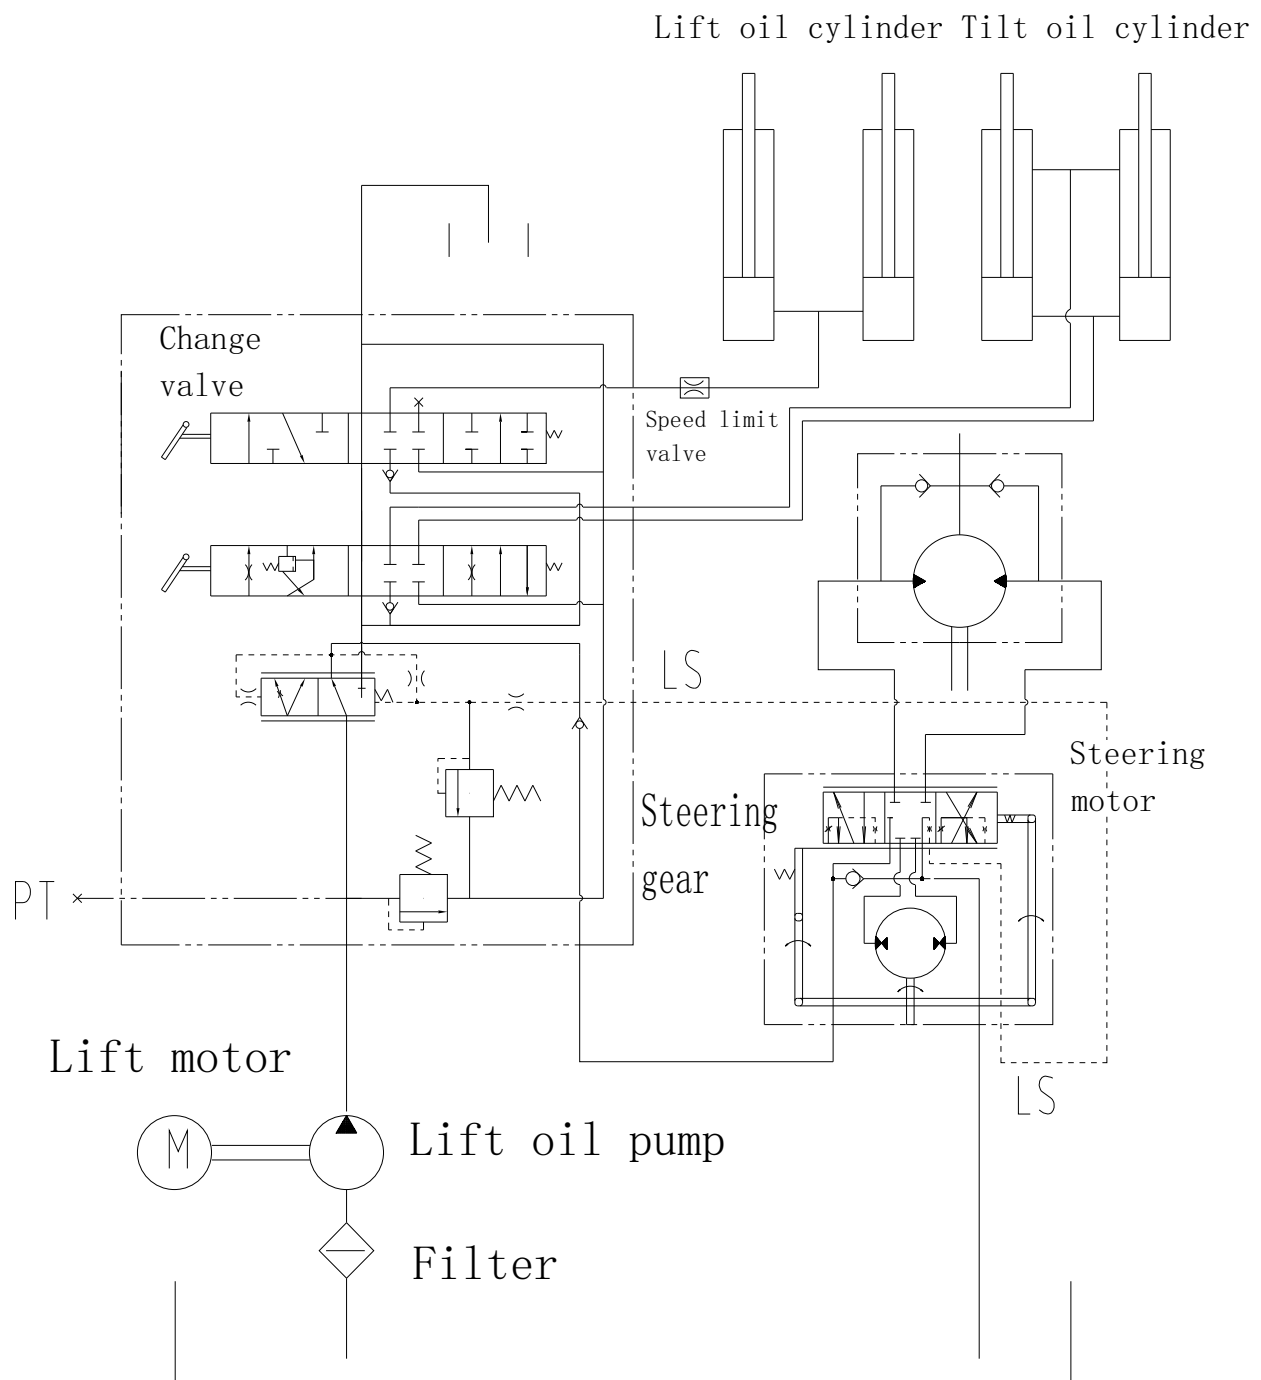 Lift oil cylinder Tilt oil cylinder
Change
valve
Speed limit
valve
LS
Steering
motor
Steering
gear
PT
Lift motor
LS
M
Lift oil pump
Filter